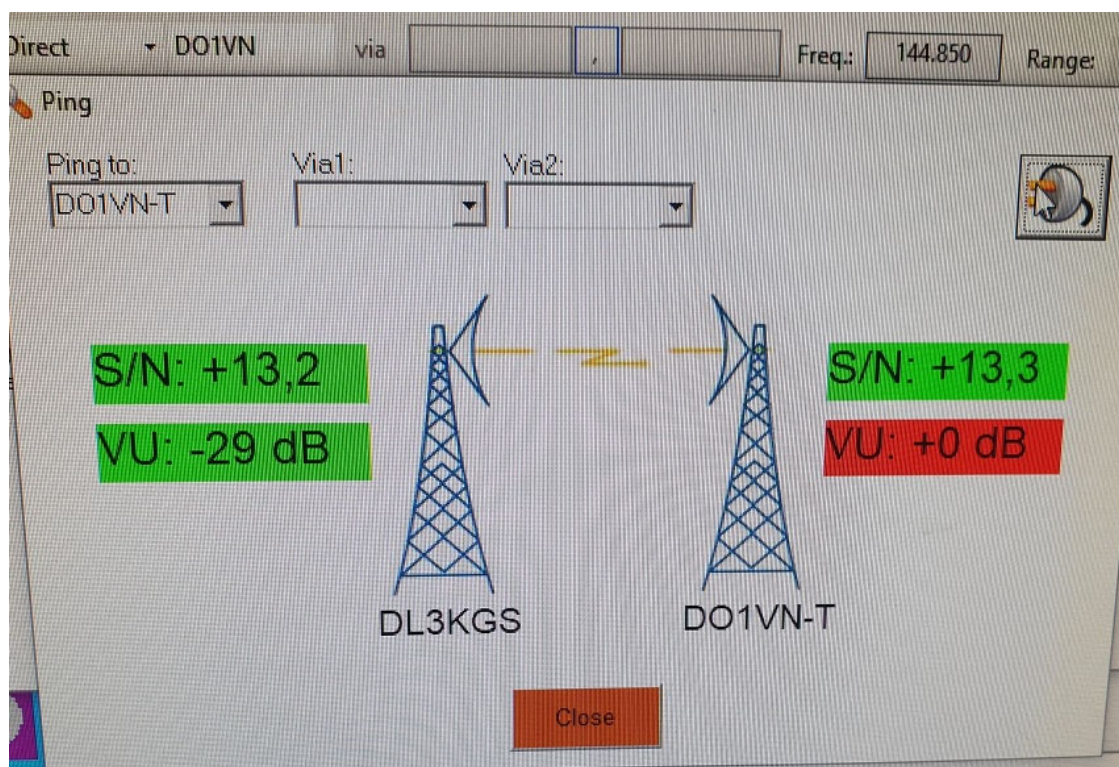 Direct DO1VN via , Freq.: 144.850 Range:
Ping
Ping to: Via1: Via2:
DO1VN-T
S/N: +13,2 S/N: +13,3
VU: -29 dB VU: +0 dB
DL3KGS DO1VN-T
Close